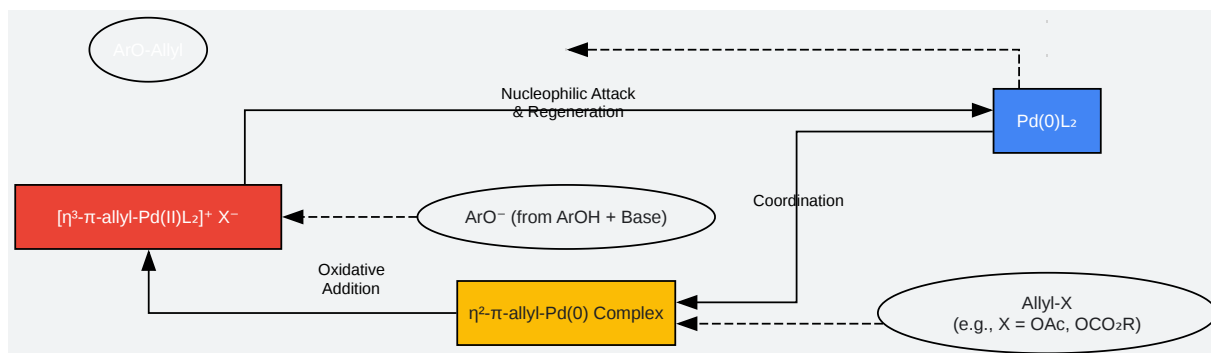 ArO-Allyl
Nucleophilic Attack
& Regeneration
Pd(0)L₂
Coordination
[η³-π-allyl-Pd(II)L₂]⁺ X⁻
ArO⁻ (from ArOH + Base)
Oxidative
Addition
η²-π-allyl-Pd(0) Complex
Allyl-X
(e.g., X = OAc, OCO₂R)